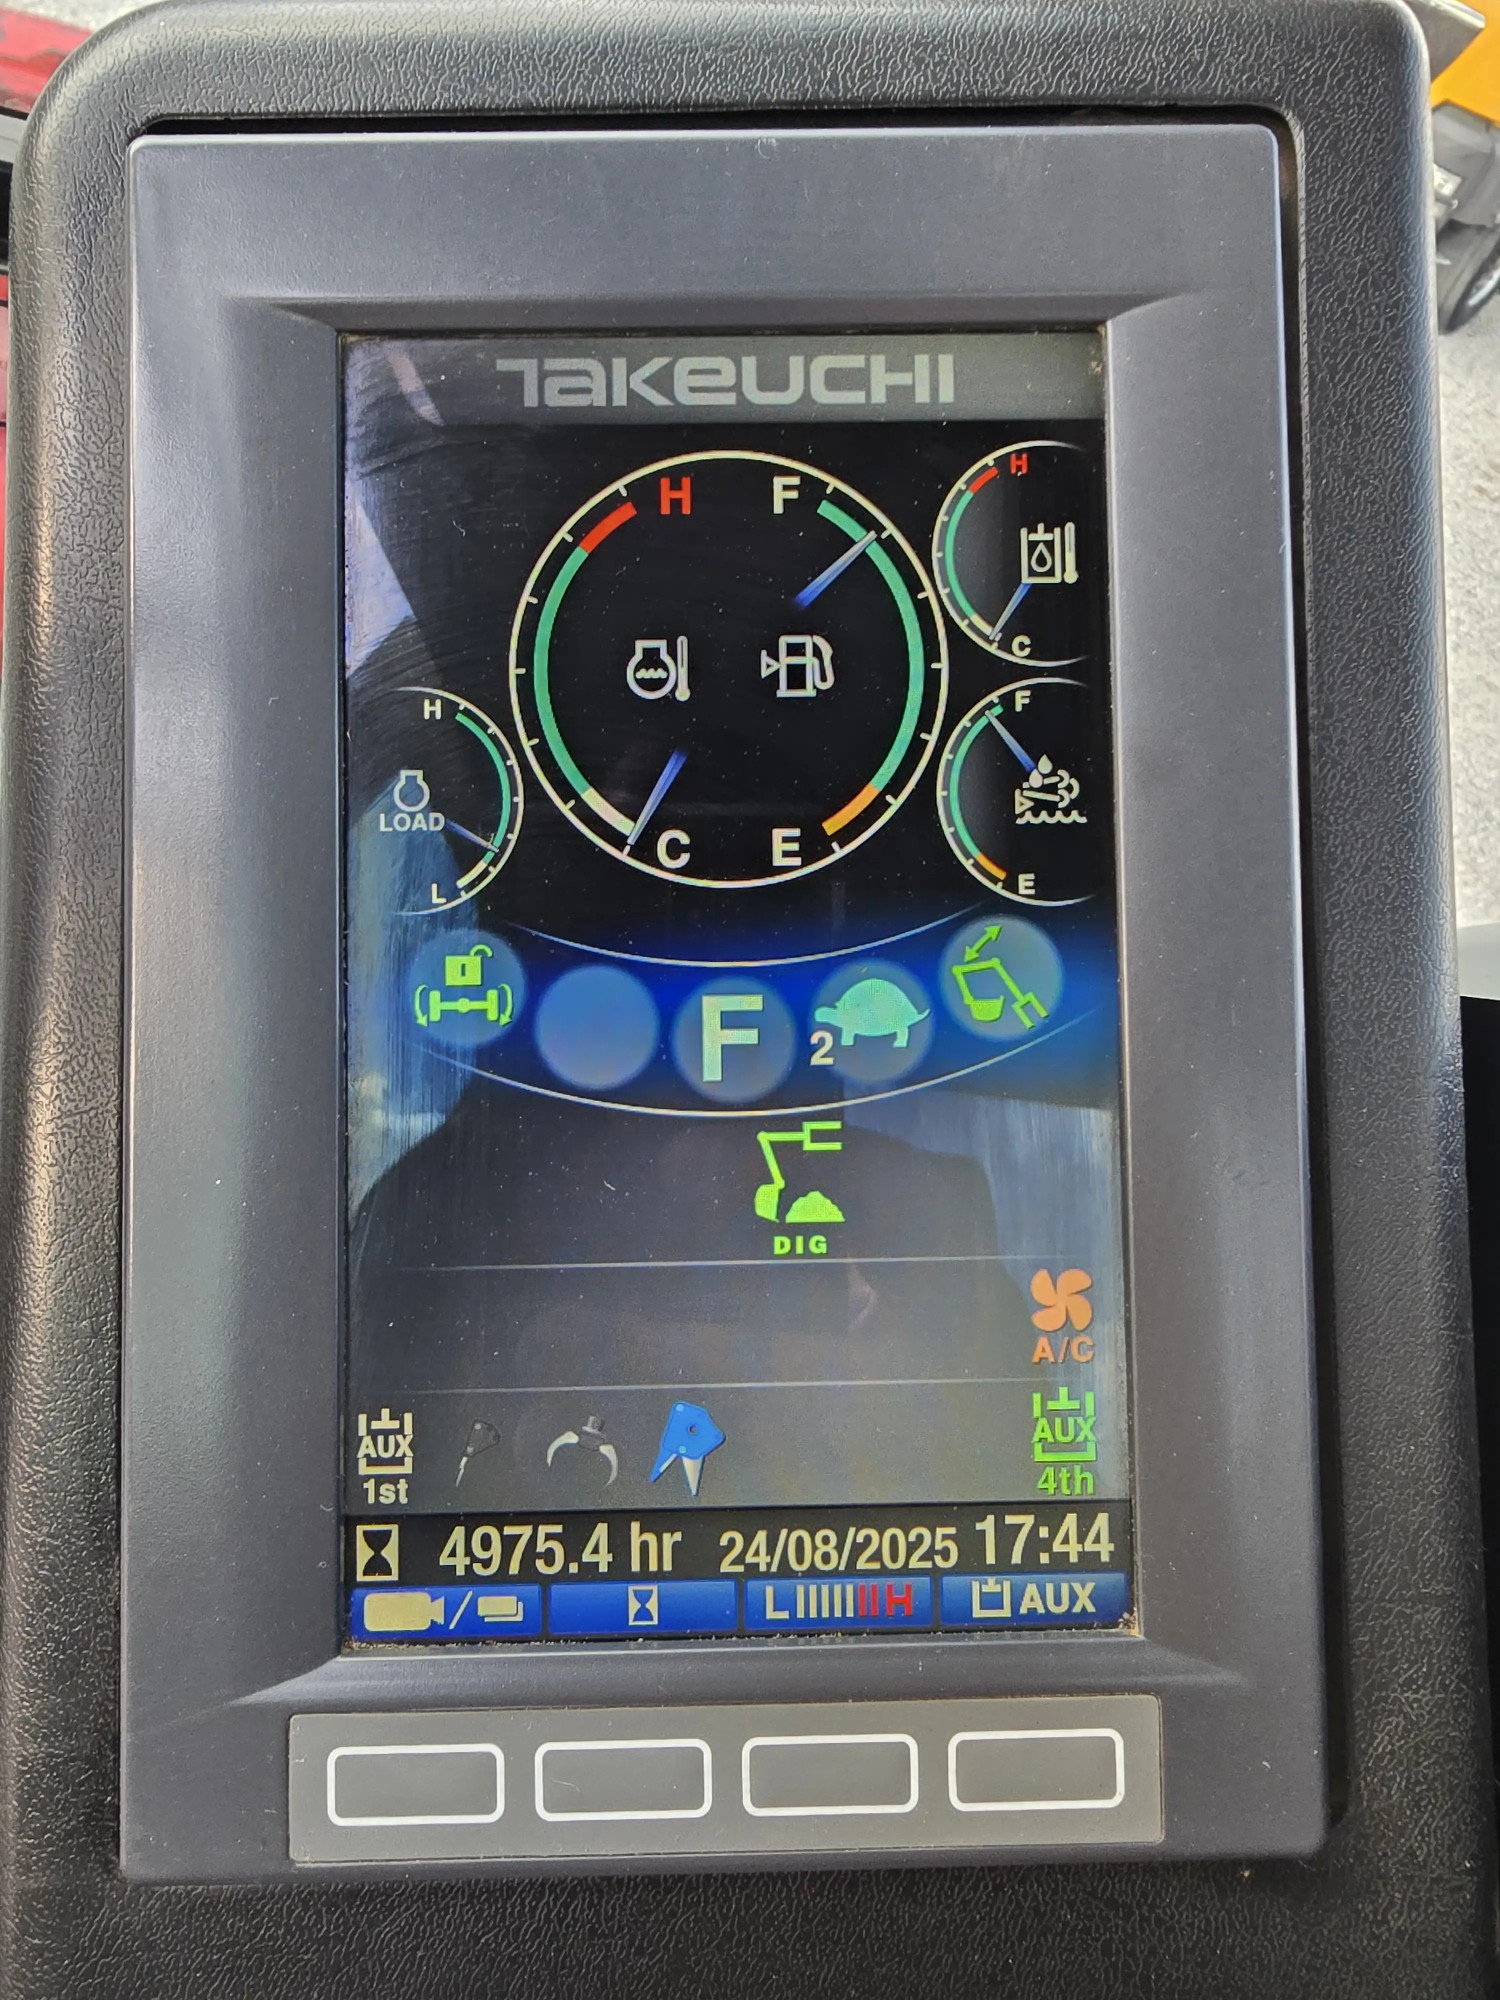 TAKEUCHI
H F
H
C
H
LOAD
L
C E
F
E
F
2
DIG
A/C
AUX
1st
AUX
4th
4975.4 hr 24/08/2025 17:44
L H AUX